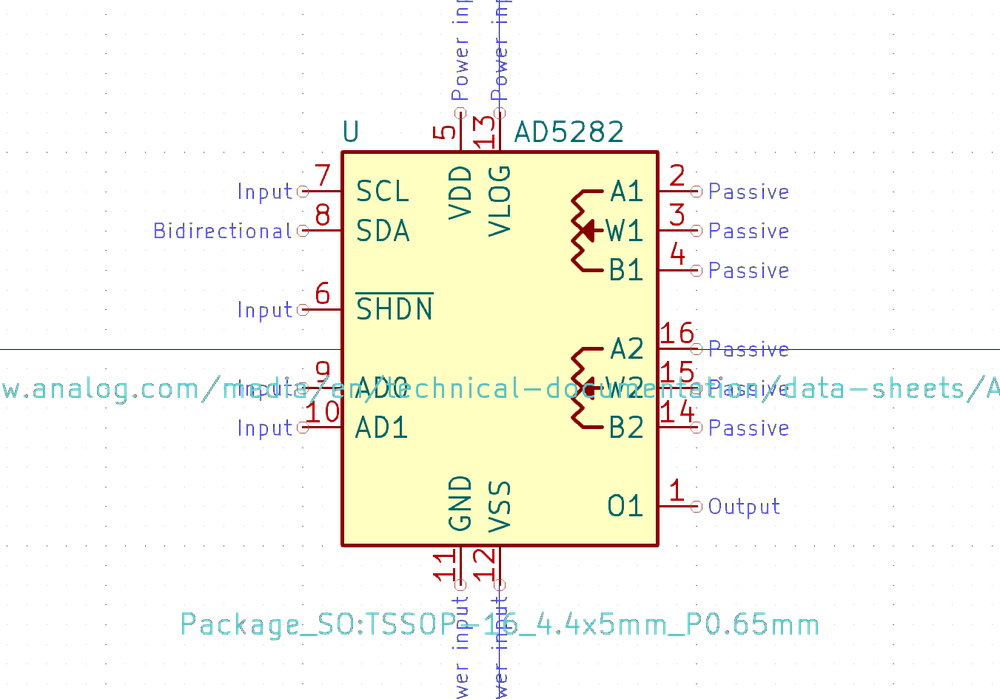 Power inp
Power inp
U
5
13
AD5282
Input
7
SCL
VDD
VLOG
A1
2
Passive
Bidirectional
8
SDA
W1
3
Passive
B1
4
Passive
Input
6
SHDN
A2
16
Passive
Input
9
AD0
W2
15
Passive
w.analog.com/media/en/technical-documentation/data-sheets/A
Input
10
AD1
B2
14
Passive
GND
VSS
O1
1
Output
11
12
Package_SO:TSSOP-16_4.4x5mm_P0.65mm
wer input
wer input